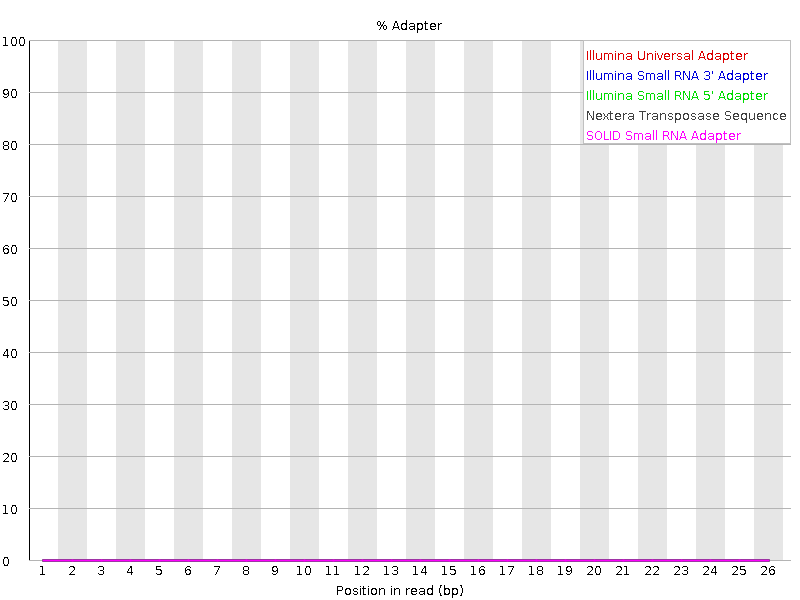 % Adapter
100
90
80
70
60
50
40
30
20
10
0
Illumina Universal Adapter
Illumina Small RNA 3' Adapter
Illumina Small RNA 5' Adapter
Nextera Transposase Sequence
SOLID Small RNA Adapter
1 2 3 4 5 6 7 8 9 10 11 12 13 14 15 16 17 18 19 20 21 22 23 24 25 26
Position in read (bp)